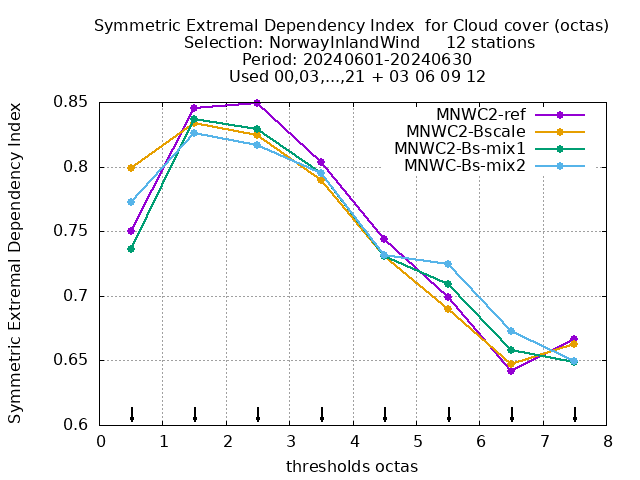 Symmetric Extremal Dependency Index  for Cloud cover (octas)
Selection: NorwayInlandWind     12 stations
Period: 20240601-20240630
Used 00,03,...,21 + 03 06 09 12
Symmetric Extremal Dependency Index
0.85
0.8
0.75
0.7
0.65
0.6
MNWC2-ref
MNWC2-Bscale
MNWC2-Bs-mix1
MNWC-Bs-mix2
0 1 2 3 4 5 6 7 8
thresholds octas